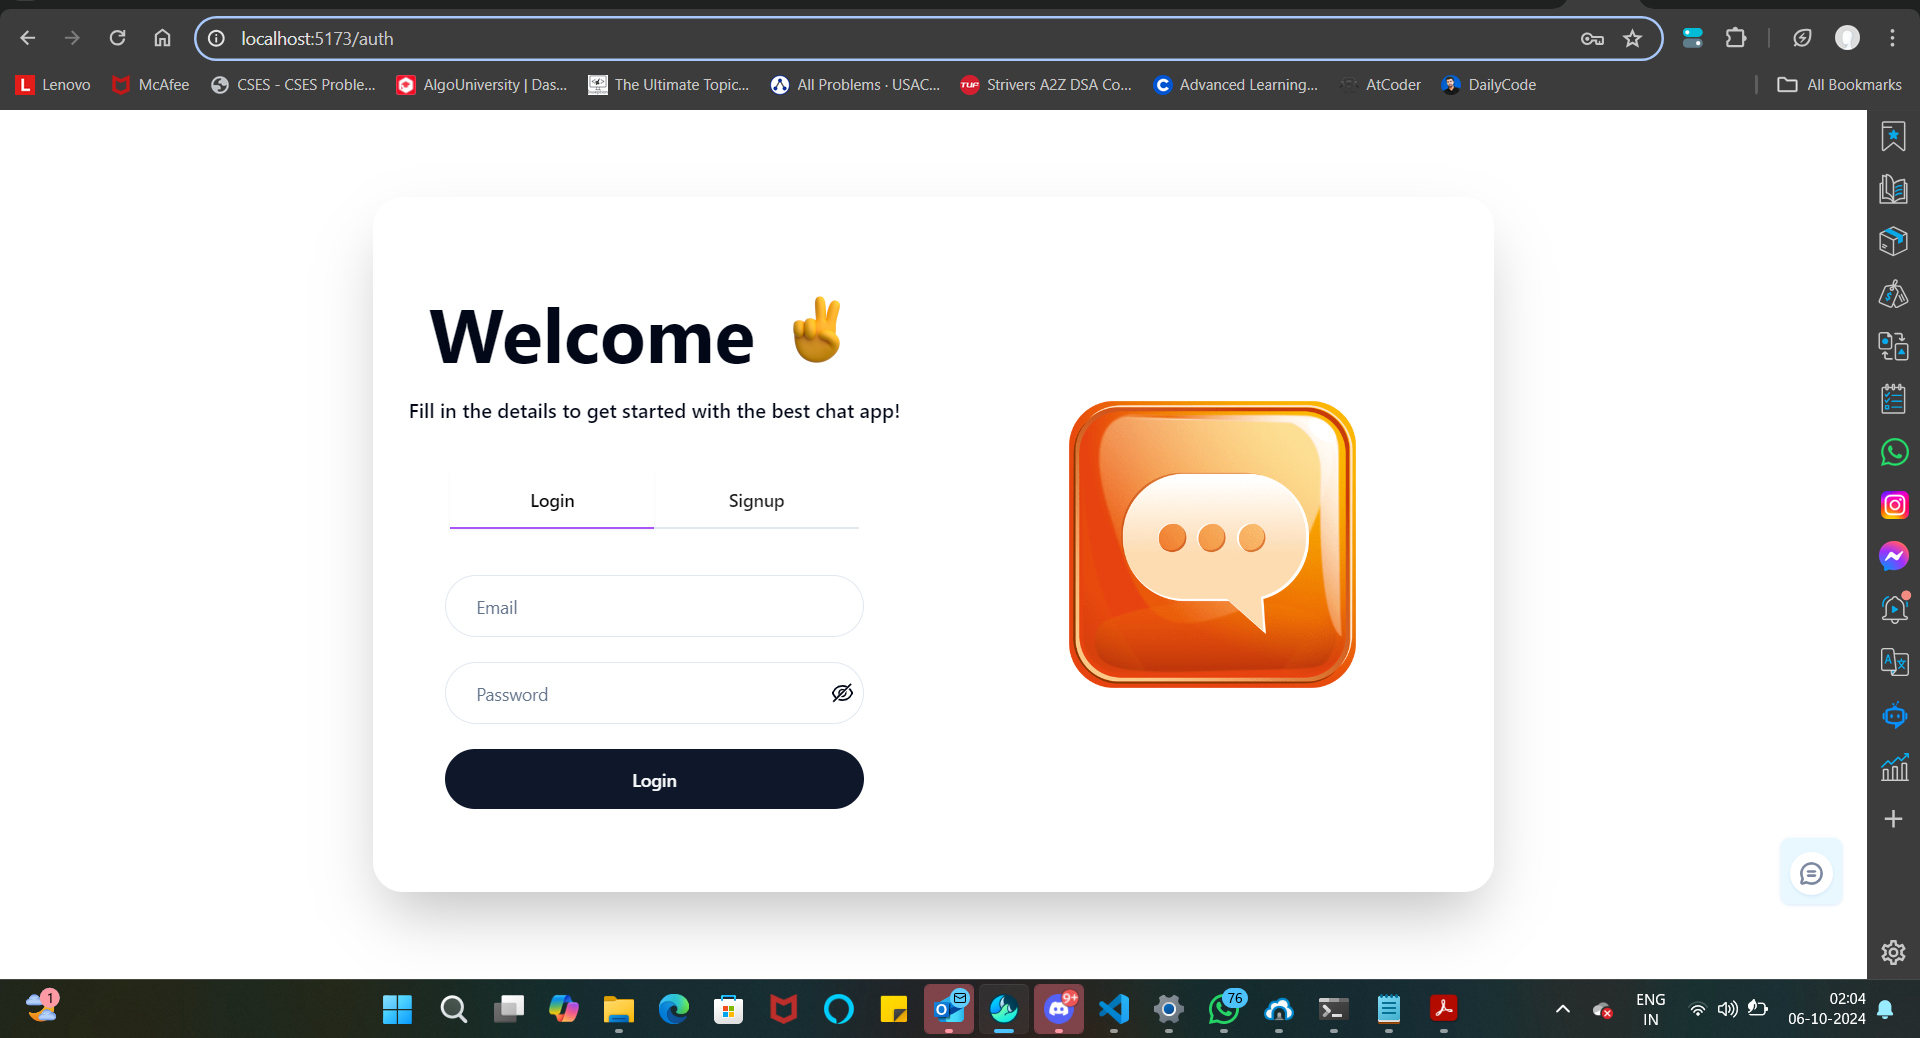 localhost:5173/auth
Lenovo McAfee CSES - CSES Proble... AlgoUniversity | Das... The Ultimate Topic... All Problems · USAC... TUF Strivers A2Z DSA Co... Advanced Learning... AtCoder DailyCode All Bookmarks
Welcome ✌
Fill in the details to get started with the best chat app!
Login Signup
Email
Password
Login
1
9+
76
ENG
IN
02:04
06-10-2024